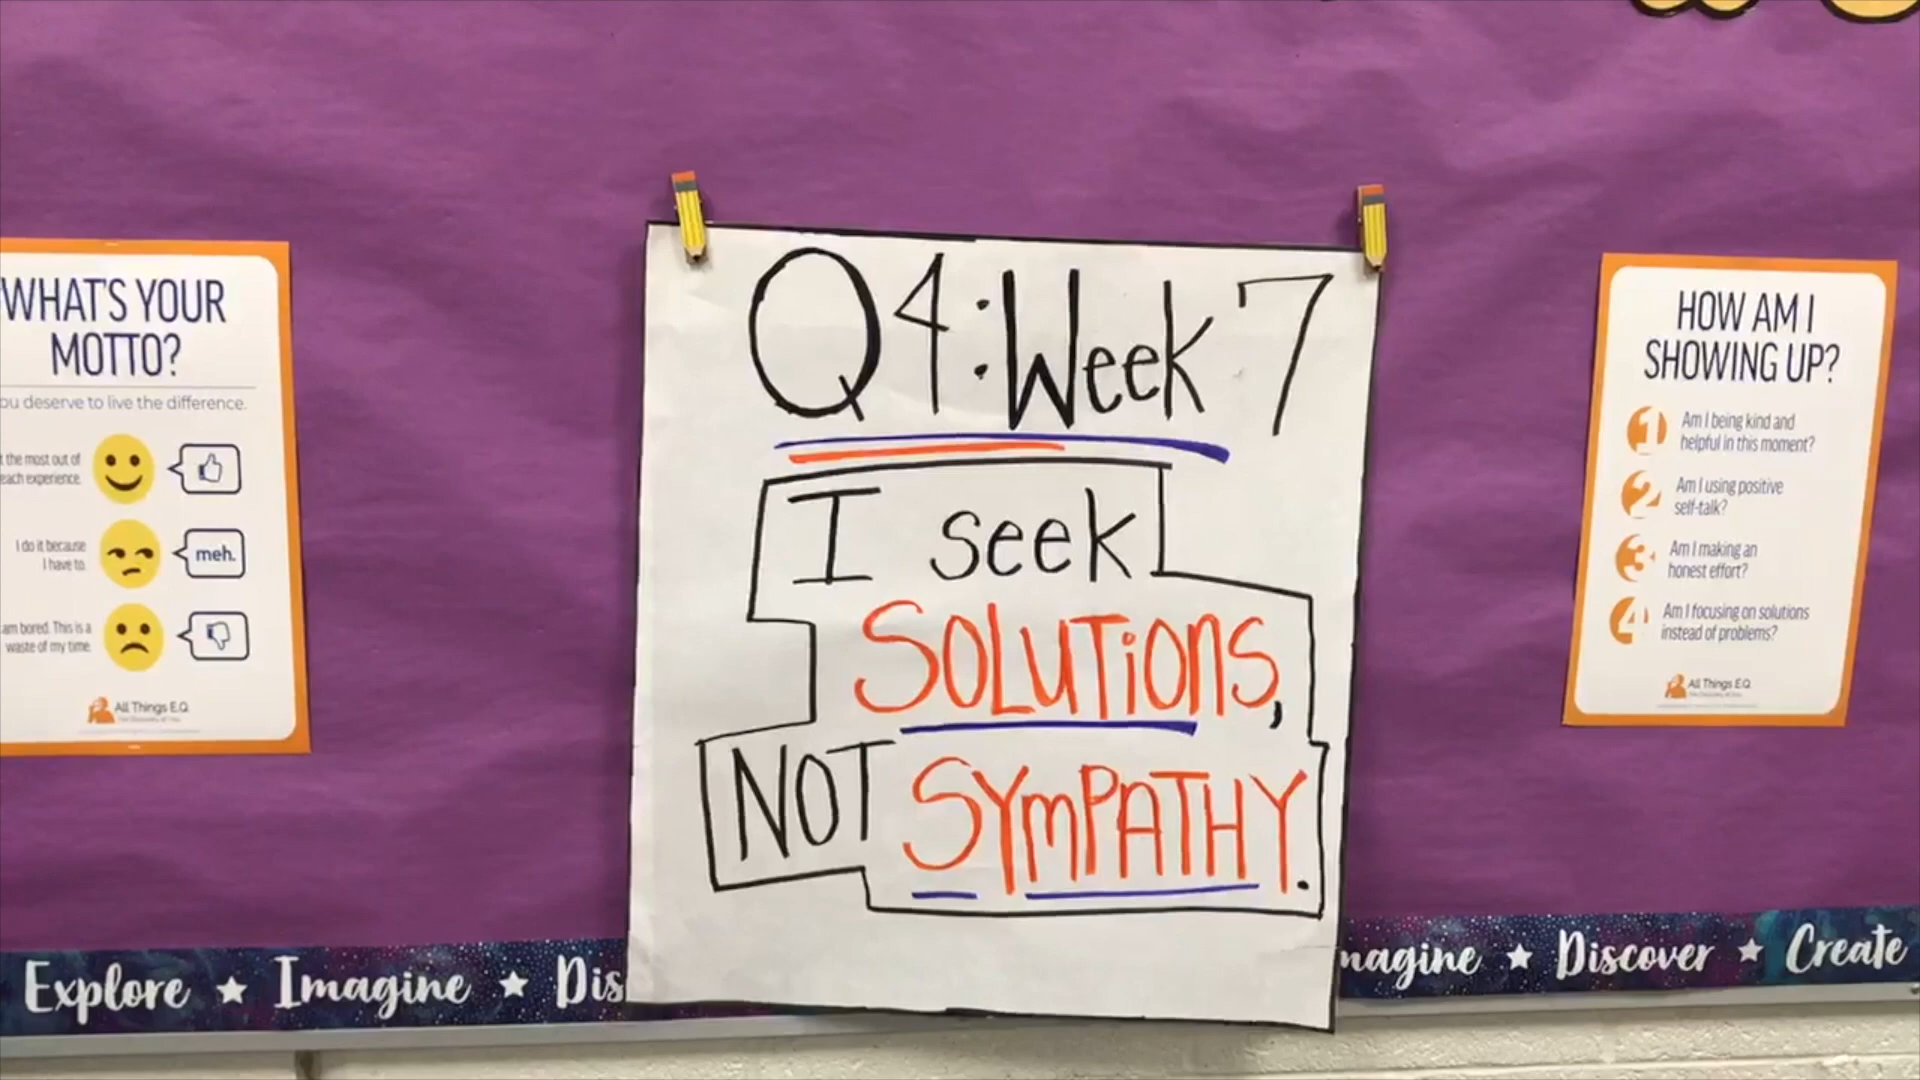 WHAT'S YOUR
MOTTO?
you deserve to live the difference.
the most out of
each experience.
I do it because
I have to.
meh.
am bored. This is a
waste of my time.
All Things E.Q.
Q4: Week 7
I seek
SOLUTIONS,
NOT SYMPATHY.
HOW AM I
SHOWING UP?
1 Am I being kind and
helpful in this moment?
2 Am I using positive
self-talk?
3 Am I making an
honest effort?
4 Am I focusing on solutions
instead of problems?
All Things E.Q.
Explore ★ Imagine ★ Dis
magine ★ Discover ★ Create